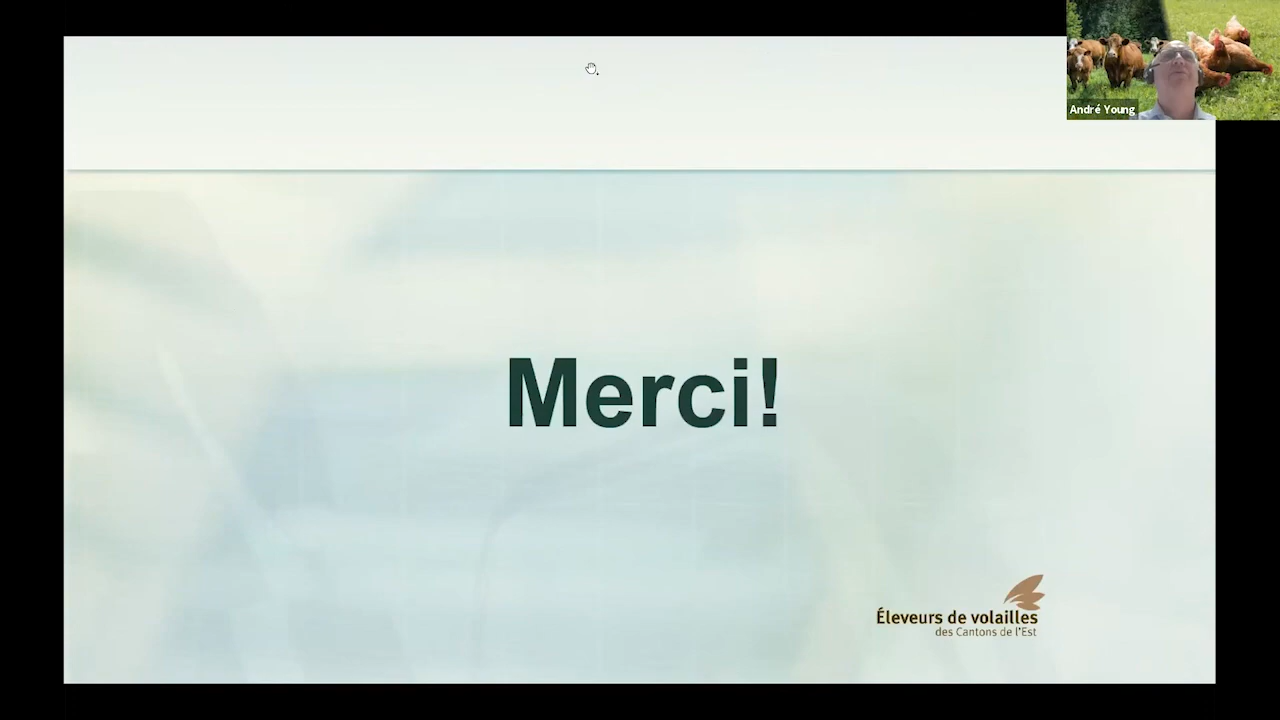 André Young
Merci!
Éleveurs de volailles
des Cantons de l'Est